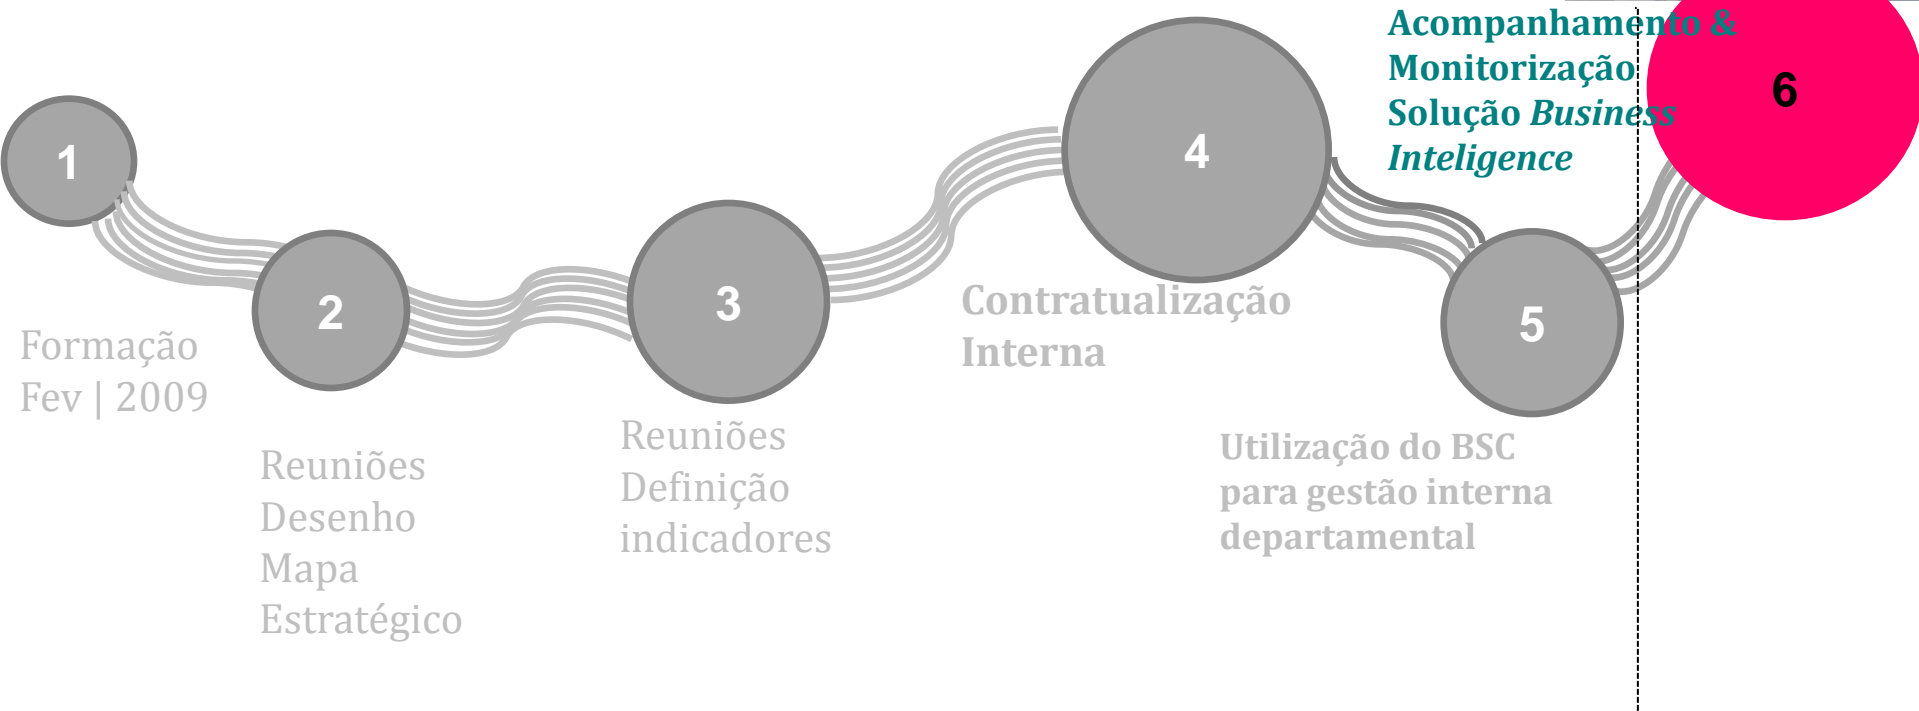 1
Formação
Fev | 2009
2
Reuniões
Desenho
Mapa
Estratégico
3
Reuniões
Definição
indicadores
4
Contratualização
Interna
5
Utilização do BSC
para gestão interna
departamental
6
Acompanhamento &
Monitorização
Solução Business
Inteligence